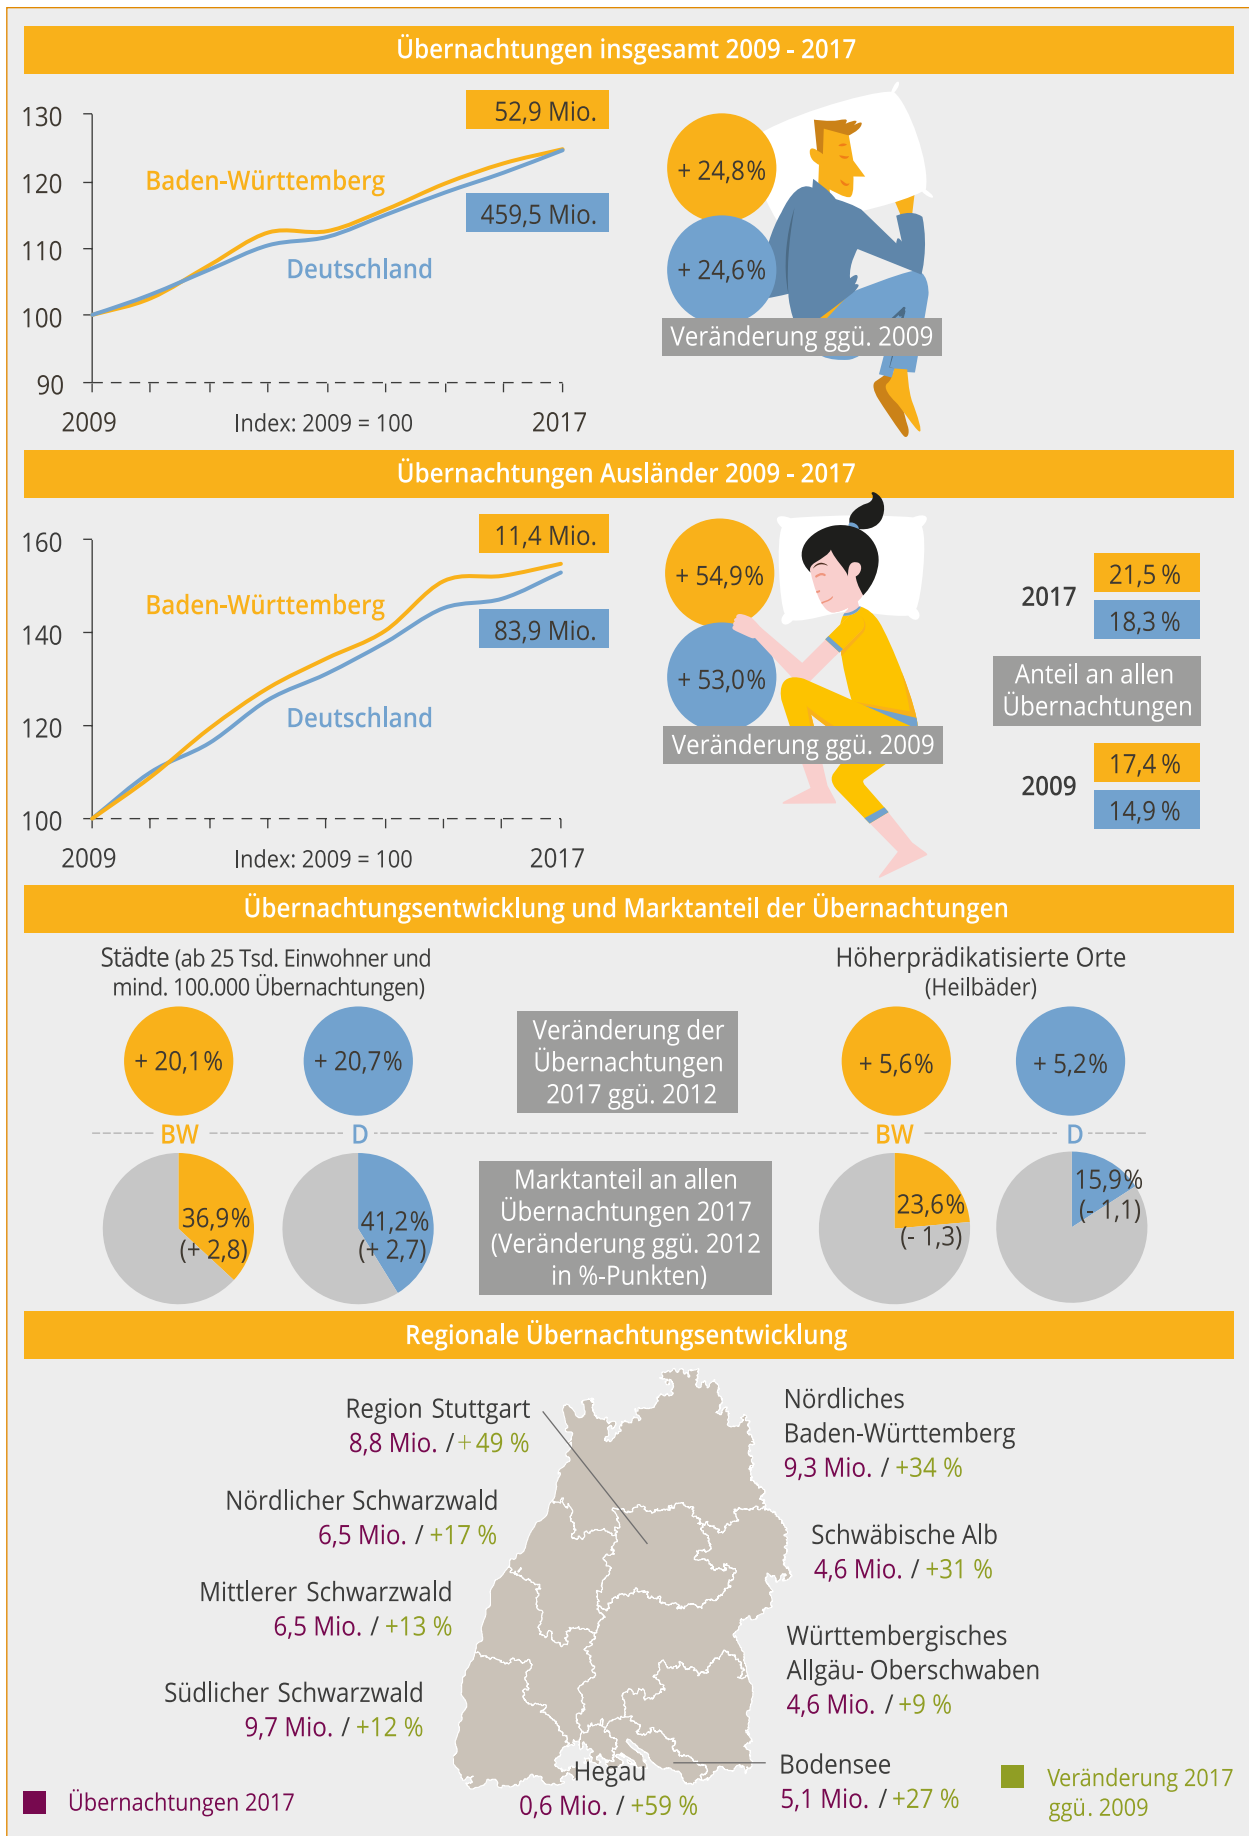 Übernachtungen insgesamt 2009 - 2017
130
120
110
100
90
Baden-Württemberg
Deutschland
52,9 Mio.
459,5 Mio.
2009
Index: 2009 = 100
2017
+ 24,8%
+ 24,6%
Veränderung ggü. 2009
Übernachtungen Ausländer 2009 - 2017
160
140
120
100
Baden-Württemberg
Deutschland
11,4 Mio.
83,9 Mio.
2009
Index: 2009 = 100
2017
+ 54,9%
+ 53,0%
Veränderung ggü. 2009
2017
21,5 %
18,3 %
Anteil an allen
Übernachtungen
2009
17,4 %
14,9 %
Übernachtungsentwicklung und Marktanteil der Übernachtungen
Städte (ab 25 Tsd. Einwohner und
mind. 100.000 Übernachtungen)
Höherprädikatisierte Orte
(Heilbäder)
+ 20,1%
+ 20,7%
Veränderung der
Übernachtungen
2017 ggü. 2012
+ 5,6%
+ 5,2%
BW
D
BW
D
36,9%
(+ 2,8)
41,2%
(+ 2,7)
Marktanteil an allen
Übernachtungen 2017
(Veränderung ggü. 2012
in %-Punkten)
23,6%
(- 1,3)
15,9%
(- 1,1)
Regionale Übernachtungsentwicklung
Region Stuttgart
8,8 Mio. / + 49 %
Nördliches
Baden-Württemberg
9,3 Mio. / +34 %
Nördlicher Schwarzwald
6,5 Mio. / +17 %
Schwäbische Alb
4,6 Mio. / +31 %
Mittlerer Schwarzwald
6,5 Mio. / +13 %
Württembergisches
Allgäu- Oberschwaben
4,6 Mio. / +9 %
Südlicher Schwarzwald
9,7 Mio. / +12 %
Hegau
0,6 Mio. / +59 %
Bodensee
5,1 Mio. / +27 %
Übernachtungen 2017
Veränderung 2017
ggü. 2009